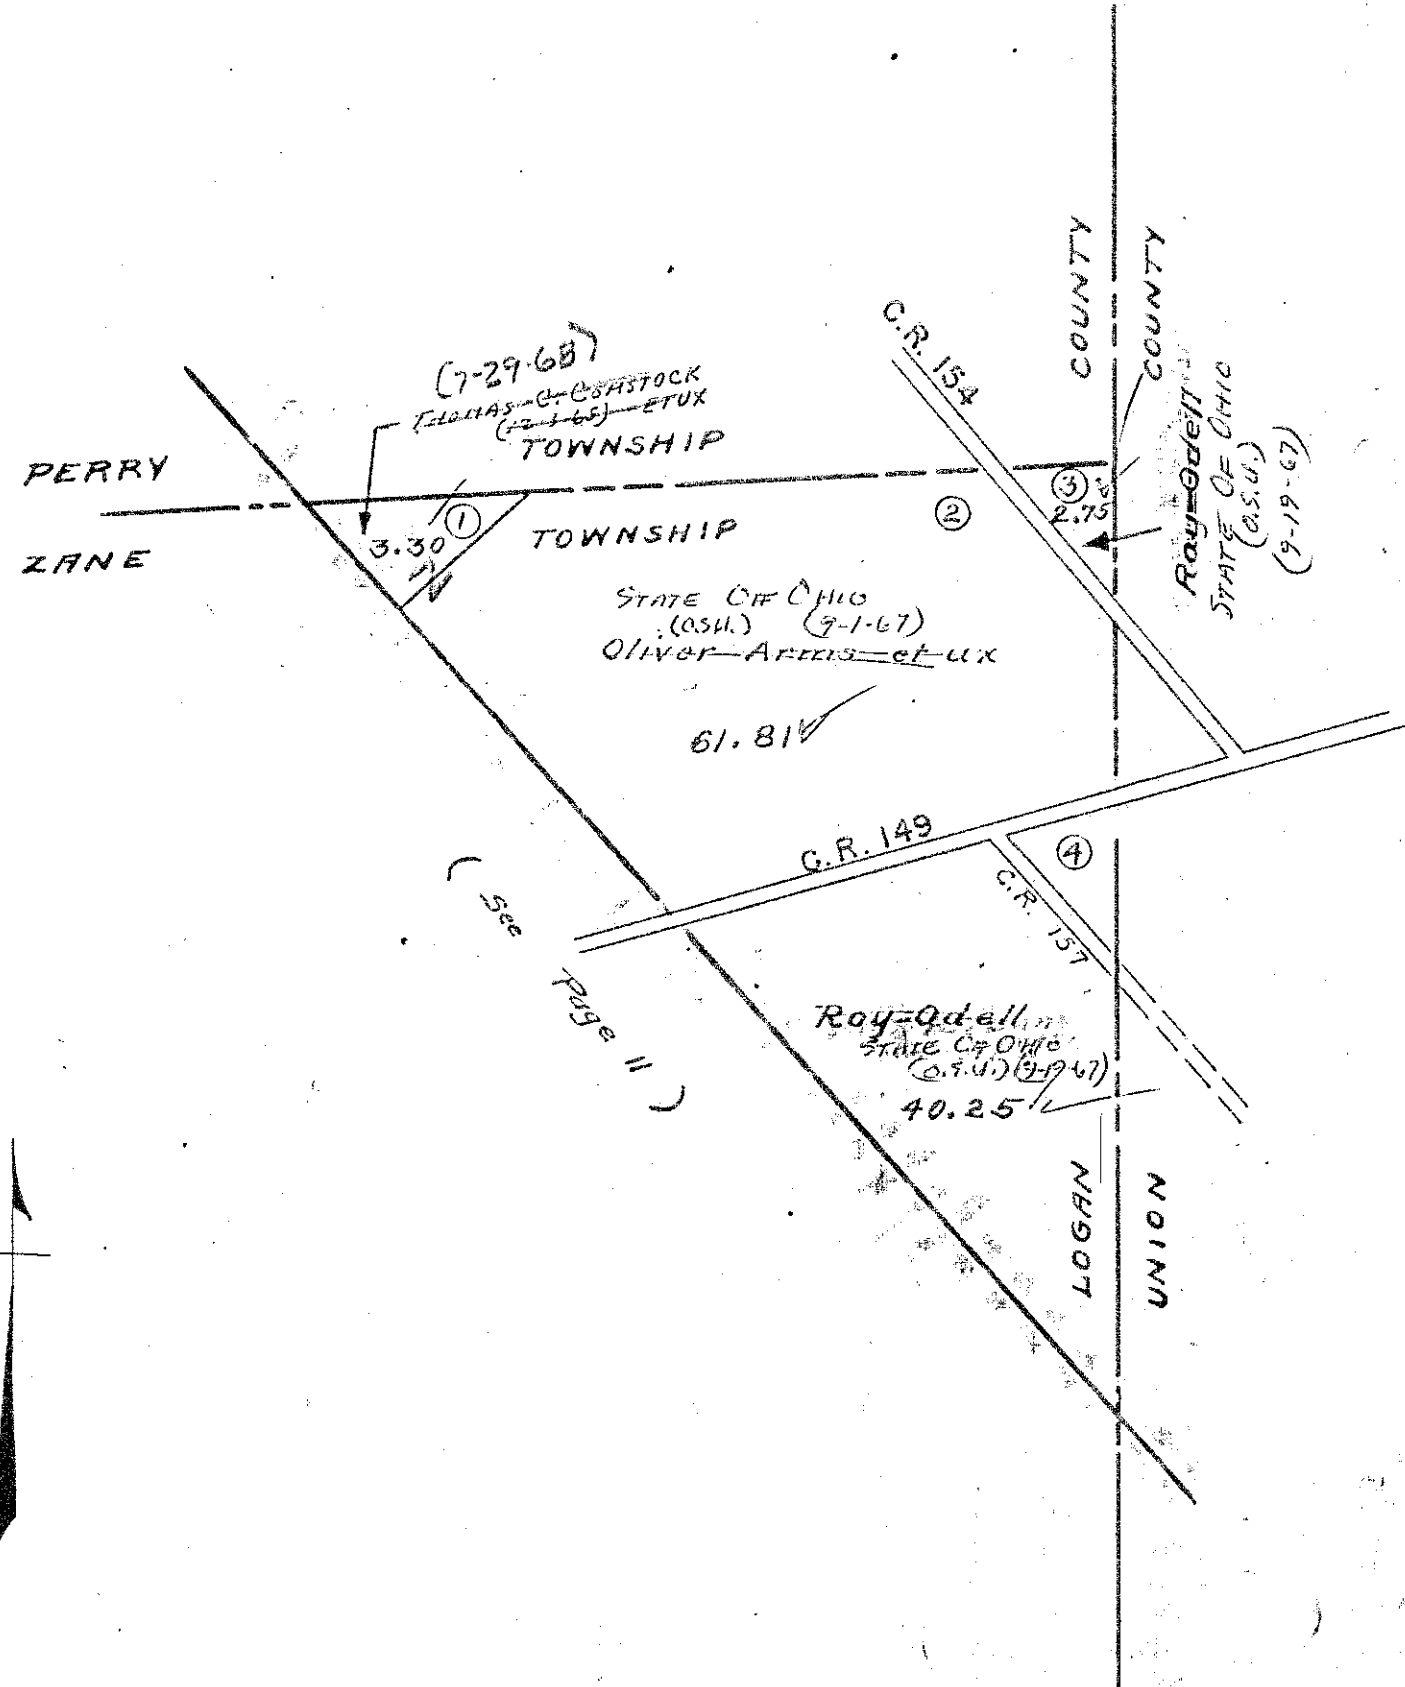 COUNTY
COUNTY
C.R. 154
(7-29-68)
THOMAS C. COMSTOCK
(12-1-65) ETUX
TOWNSHIP
PERRY
ZANE
TOWNSHIP
①
3.30
②
③
2.75
Ray Odell
STATE OF OHIO
(O.S.U.)
(9-19-67)
STATE OF OHIO
(O.S.U.) (9-1-67)
Oliver Arms et ux
61.81
C.R. 149
④
C.R. 157
(See Page 11)
Ray Odell
STATE OF OHIO
(O.S.U.) (9-19-67)
40.25
LOGAN
UNION